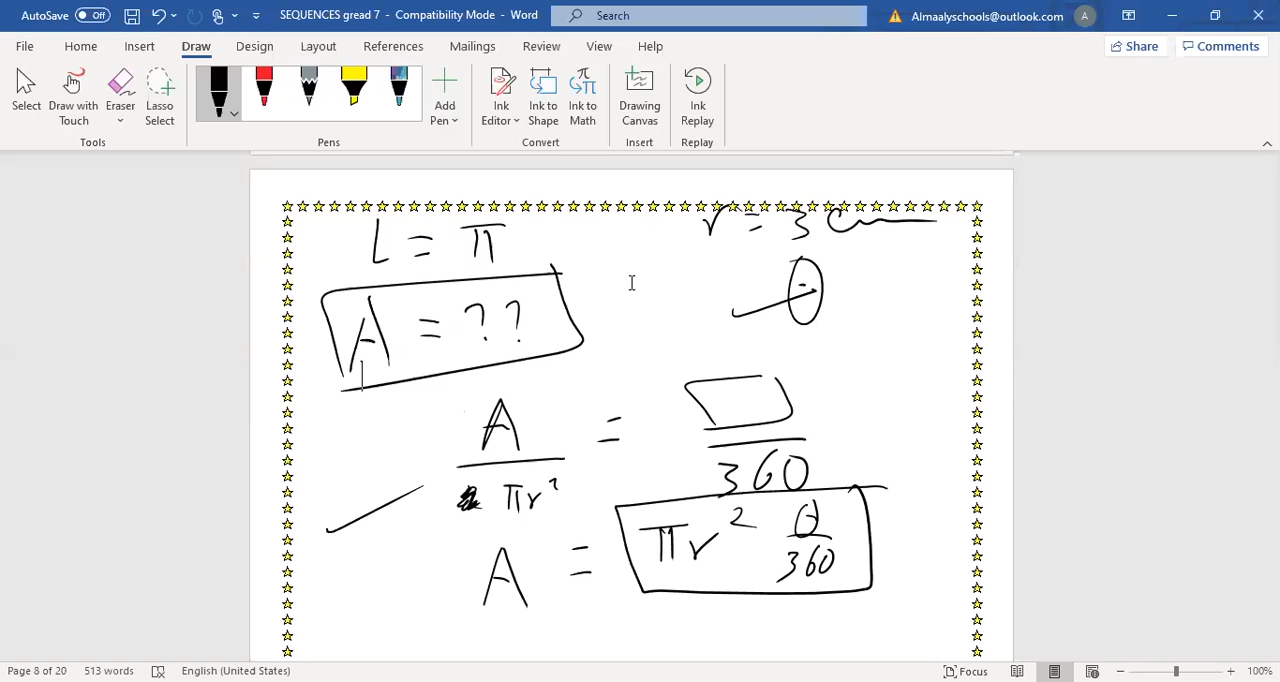 AutoSave Off SEQUENCES gread 7 - Compatibility Mode - Word Search Almaalyschools@outlook.com A
File Home Insert Draw Design Layout References Mailings Review View Help Share Comments
Select Draw with Touch Eraser Lasso Select Add Pen Ink Editor Ink to Shape Ink to Math Drawing Canvas Ink Replay
Tools Pens Convert Insert Replay
L = π r = 3 cm
A = ?? θ
A / πr² = / 360
A = πr² θ/360
Page 8 of 20 513 words English (United States) Focus 100%